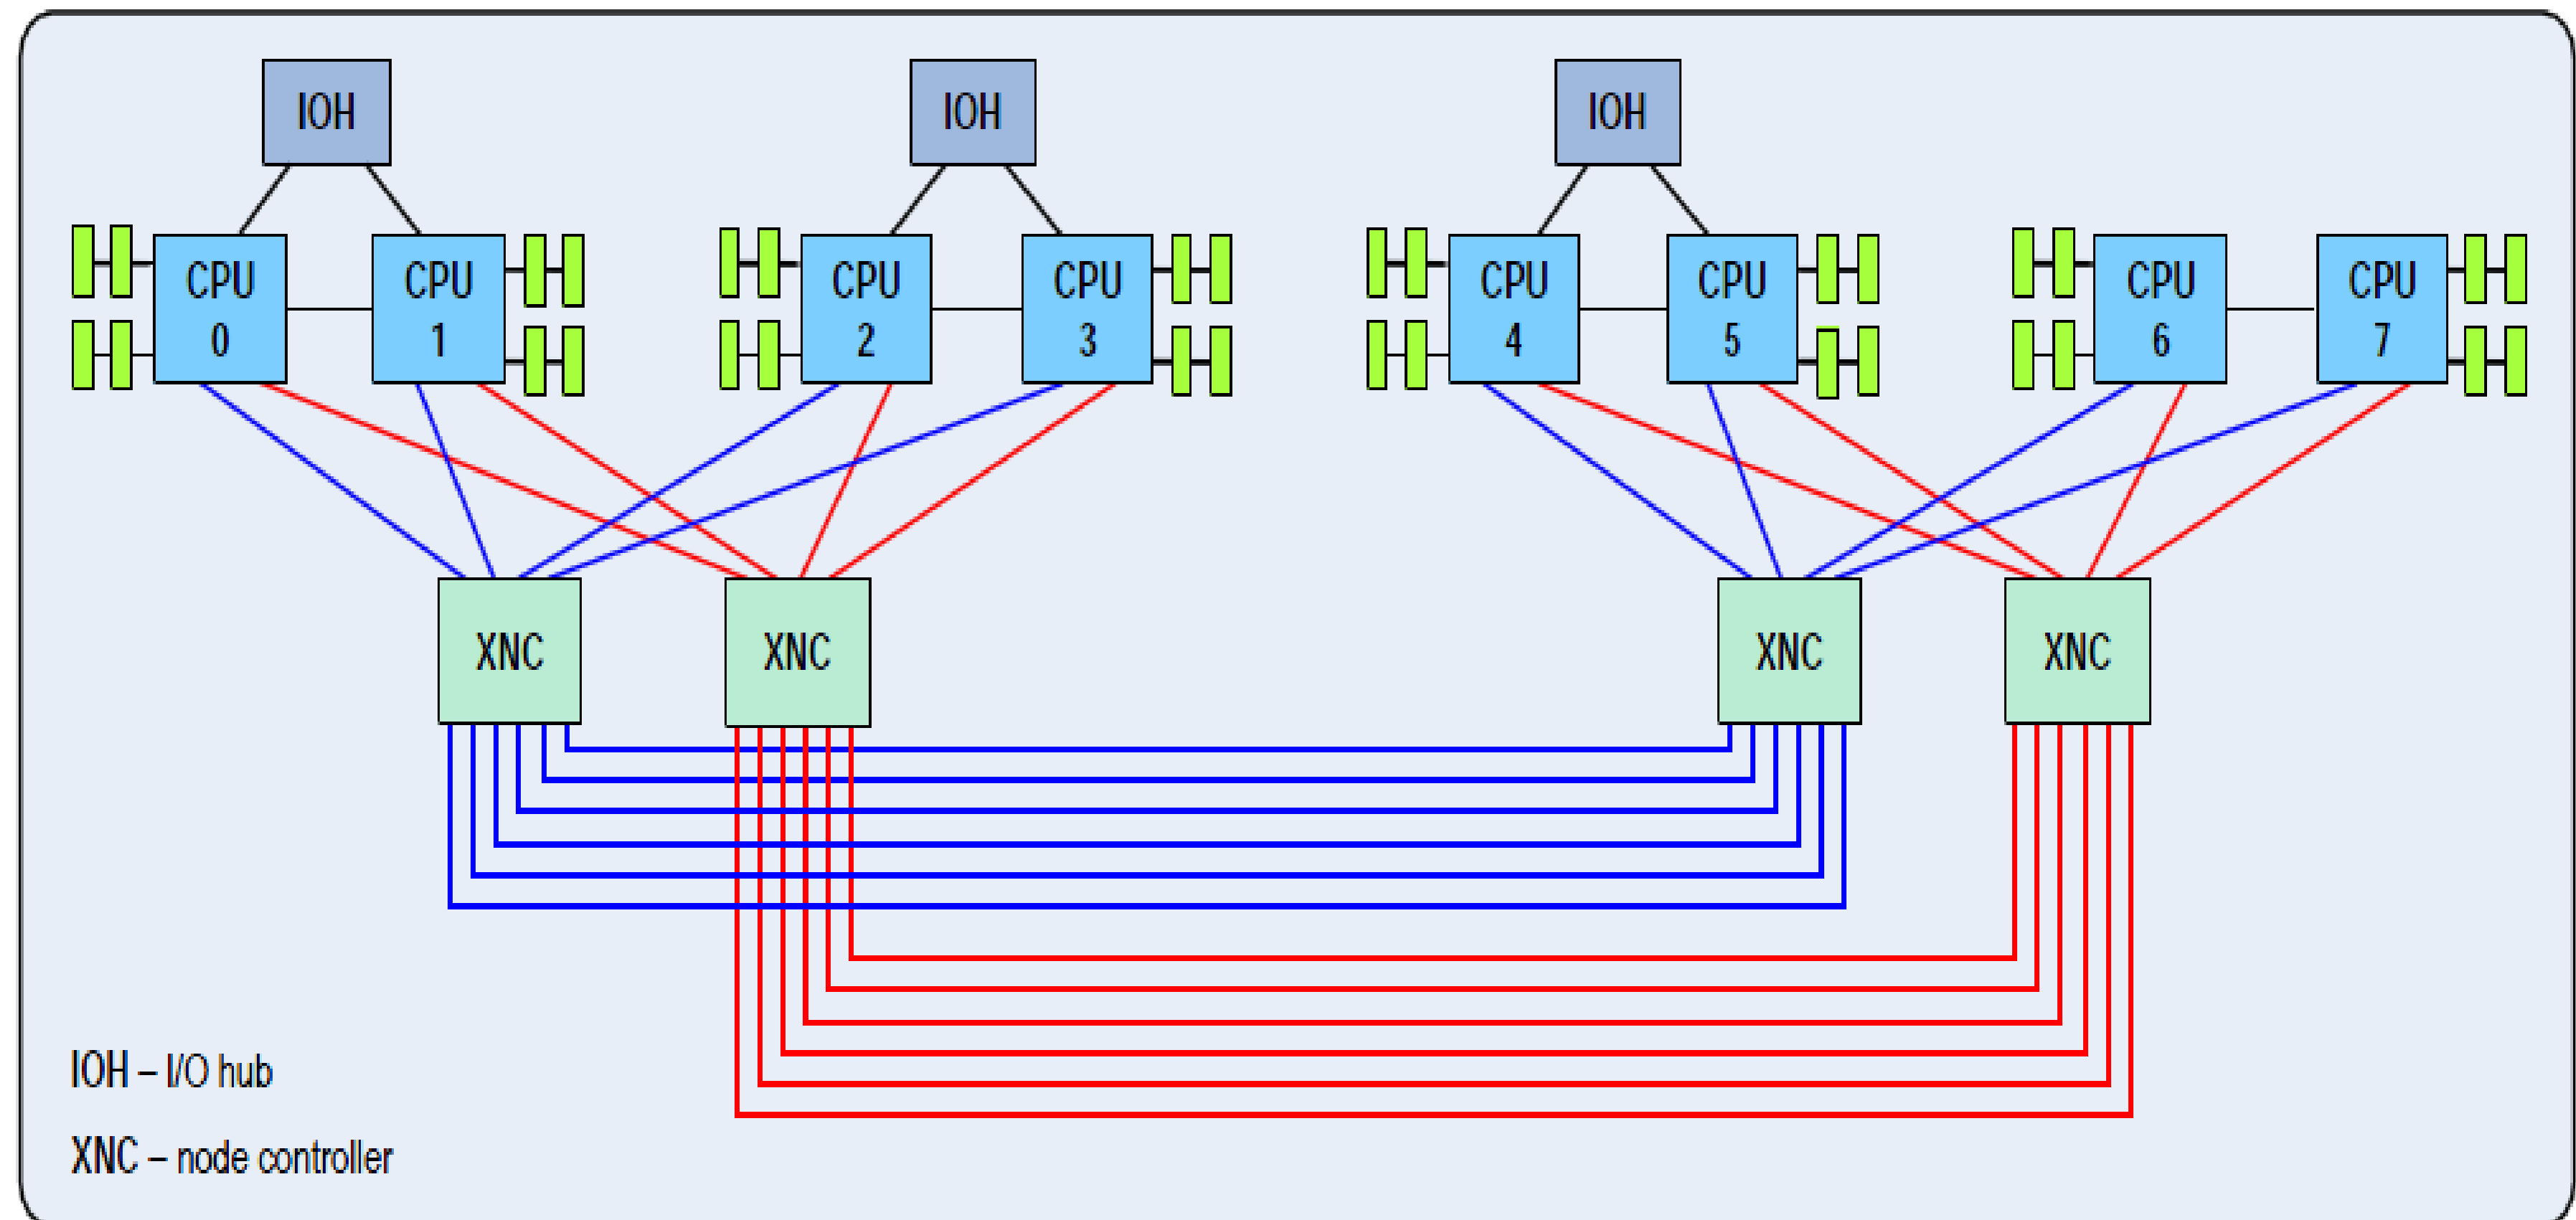 IOH
IOH
IOH
CPU
0
CPU
1
CPU
2
CPU
3
CPU
4
CPU
5
CPU
6
CPU
7
XNC
XNC
XNC
XNC
IOH – I/O hub
XNC – node controller